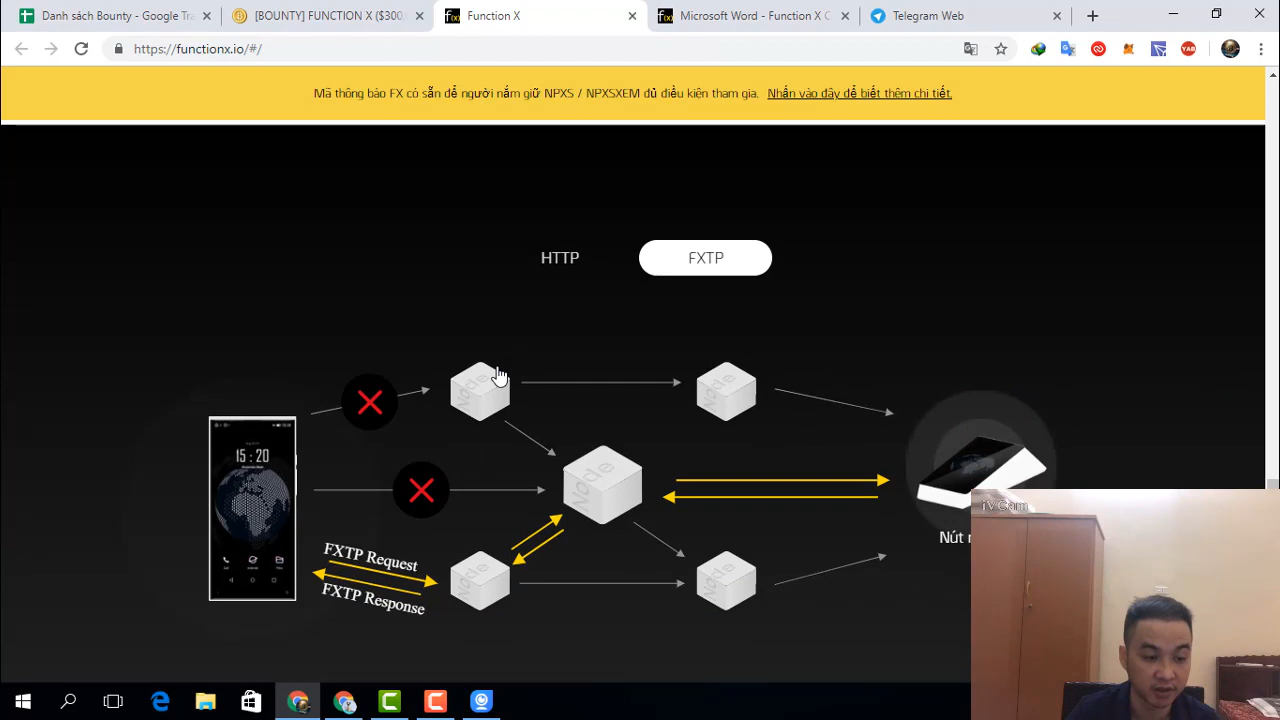 Danh sách Bounty - Google
[BOUNTY] FUNCTION X ($300
Function X
Microsoft Word - Function X C
Telegram Web
https://functionx.io/#/
YAB
Mã thông báo FX có sẵn để người nắm giữ NPXS / NPXSXEM đủ điều kiện tham gia. Nhấn vào đây để biết thêm chi tiết.
HTTP
FXTP
Node
Node
15 : 20
Node
iVCam
Nút
FXTP Request
FXTP Response
Node
Node